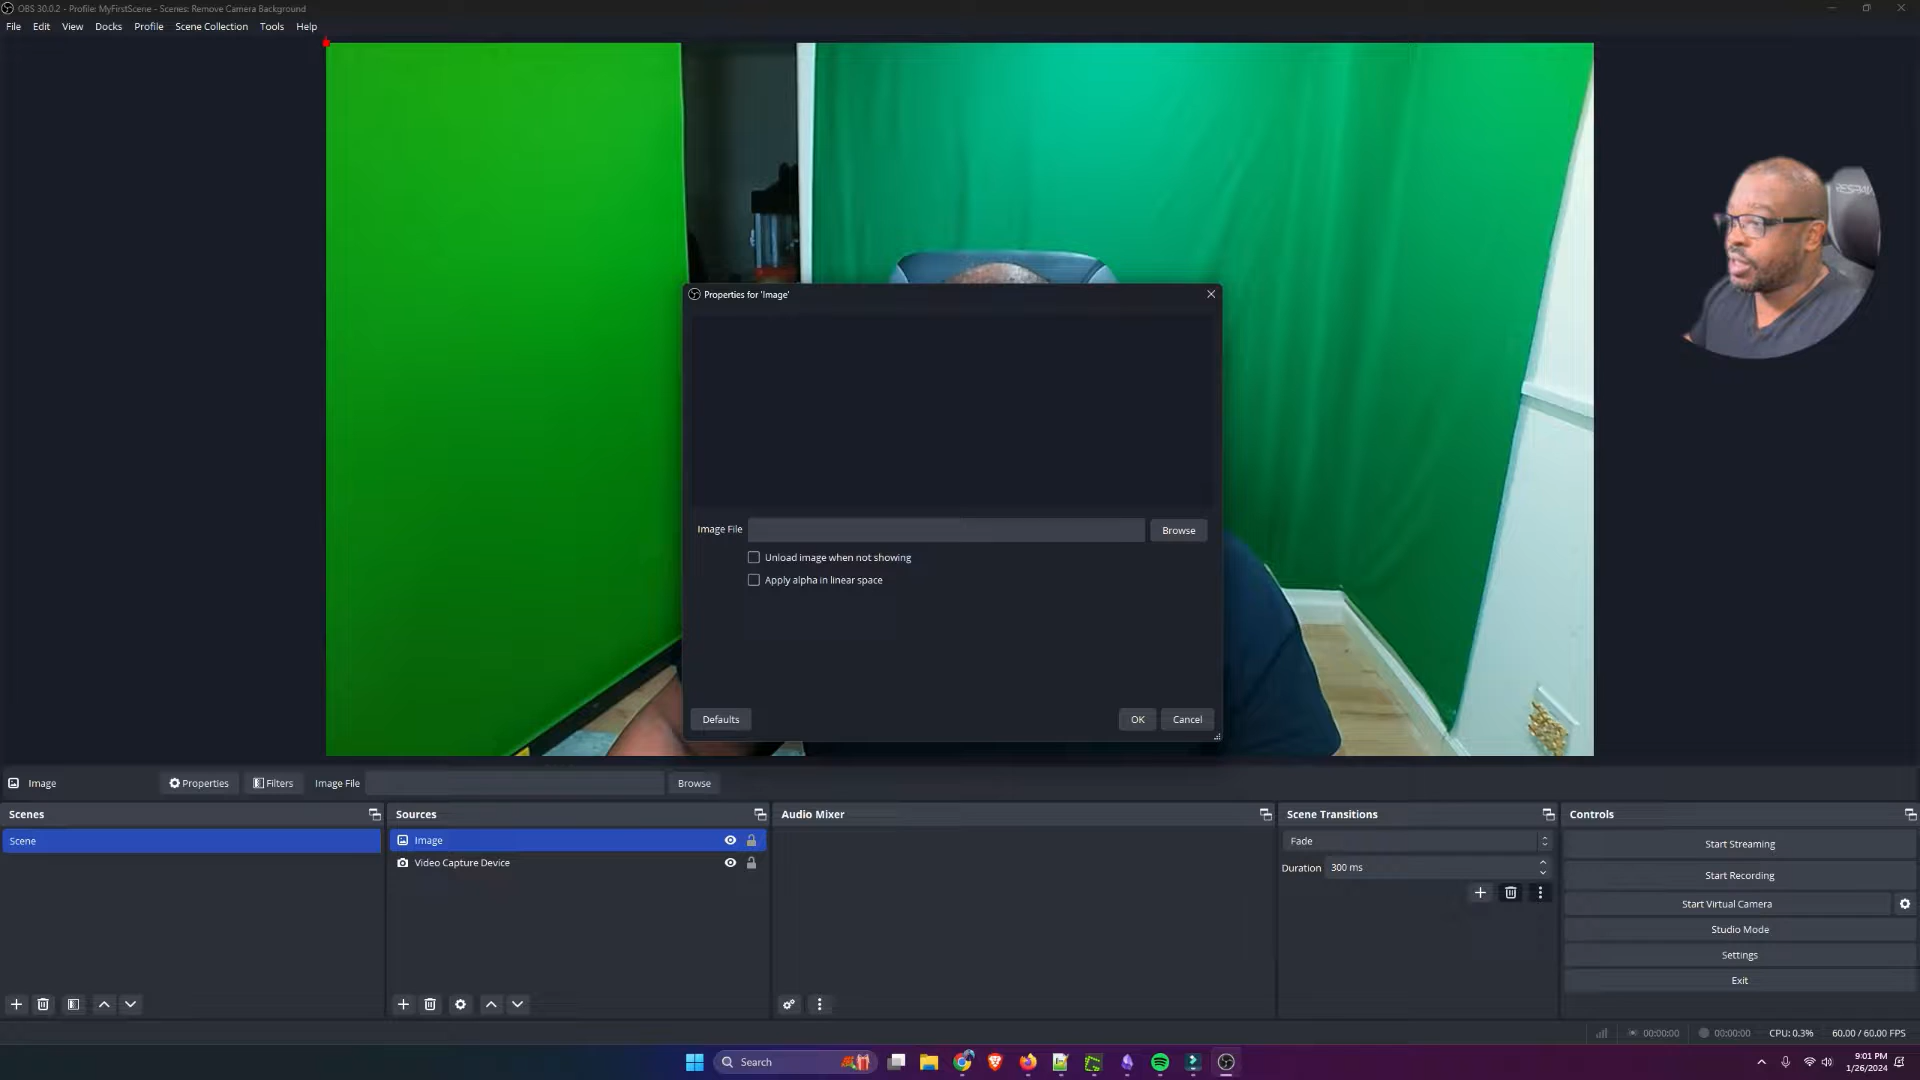 OBS 30.0.2 - Profile: MyFirstScene - Scenes: Remove Camera Background
File Edit View Docks Profile Scene Collection Tools Help
Properties for 'Image'
Image File
Browse
Unload image when not showing
Apply alpha in linear space
Defaults
OK
Cancel
Image
Properties
Filters
Image File
Browse
Scenes
Scene
Sources
Image
Video Capture Device
Audio Mixer
Scene Transitions
Fade
Duration 300 ms
Controls
Start Streaming
Start Recording
Start Virtual Camera
Studio Mode
Settings
Exit
00:00:00
00:00:00
CPU: 0.3%
60.00 / 60.00 FPS
Search
9:01 PM
1/26/2024